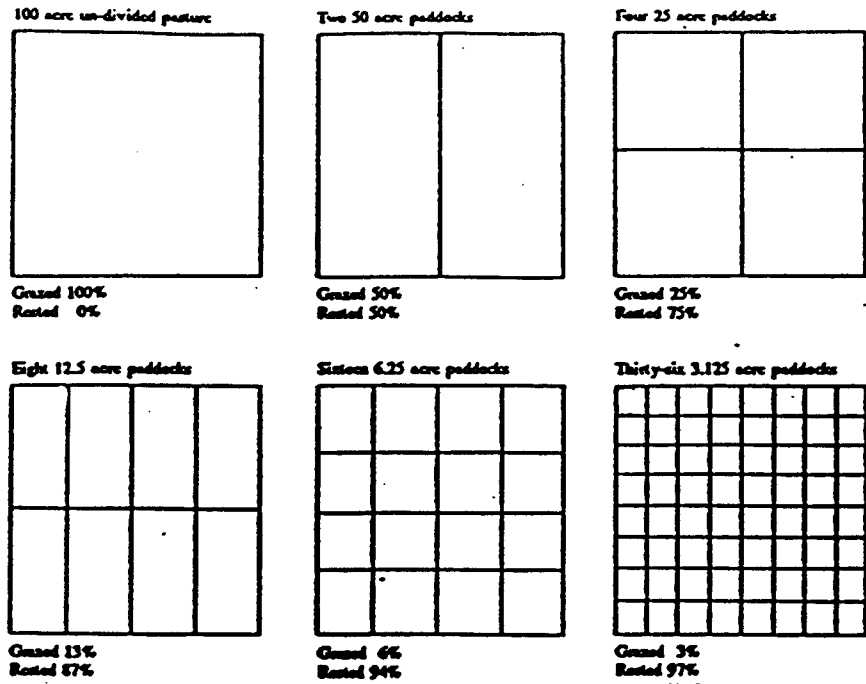 100 acre un-divided pasture
Two 50 acre paddocks
Four 25 acre paddocks
Grazed 100%
Rested 0%
Grazed 50%
Rested 50%
Grazed 25%
Rested 75%
Eight 12.5 acre paddocks
Sixteen 6.25 acre paddocks
Thirty-six 3.125 acre paddocks
Grazed 13%
Rested 87%
Grazed 6%
Rested 94%
Grazed 3%
Rested 97%